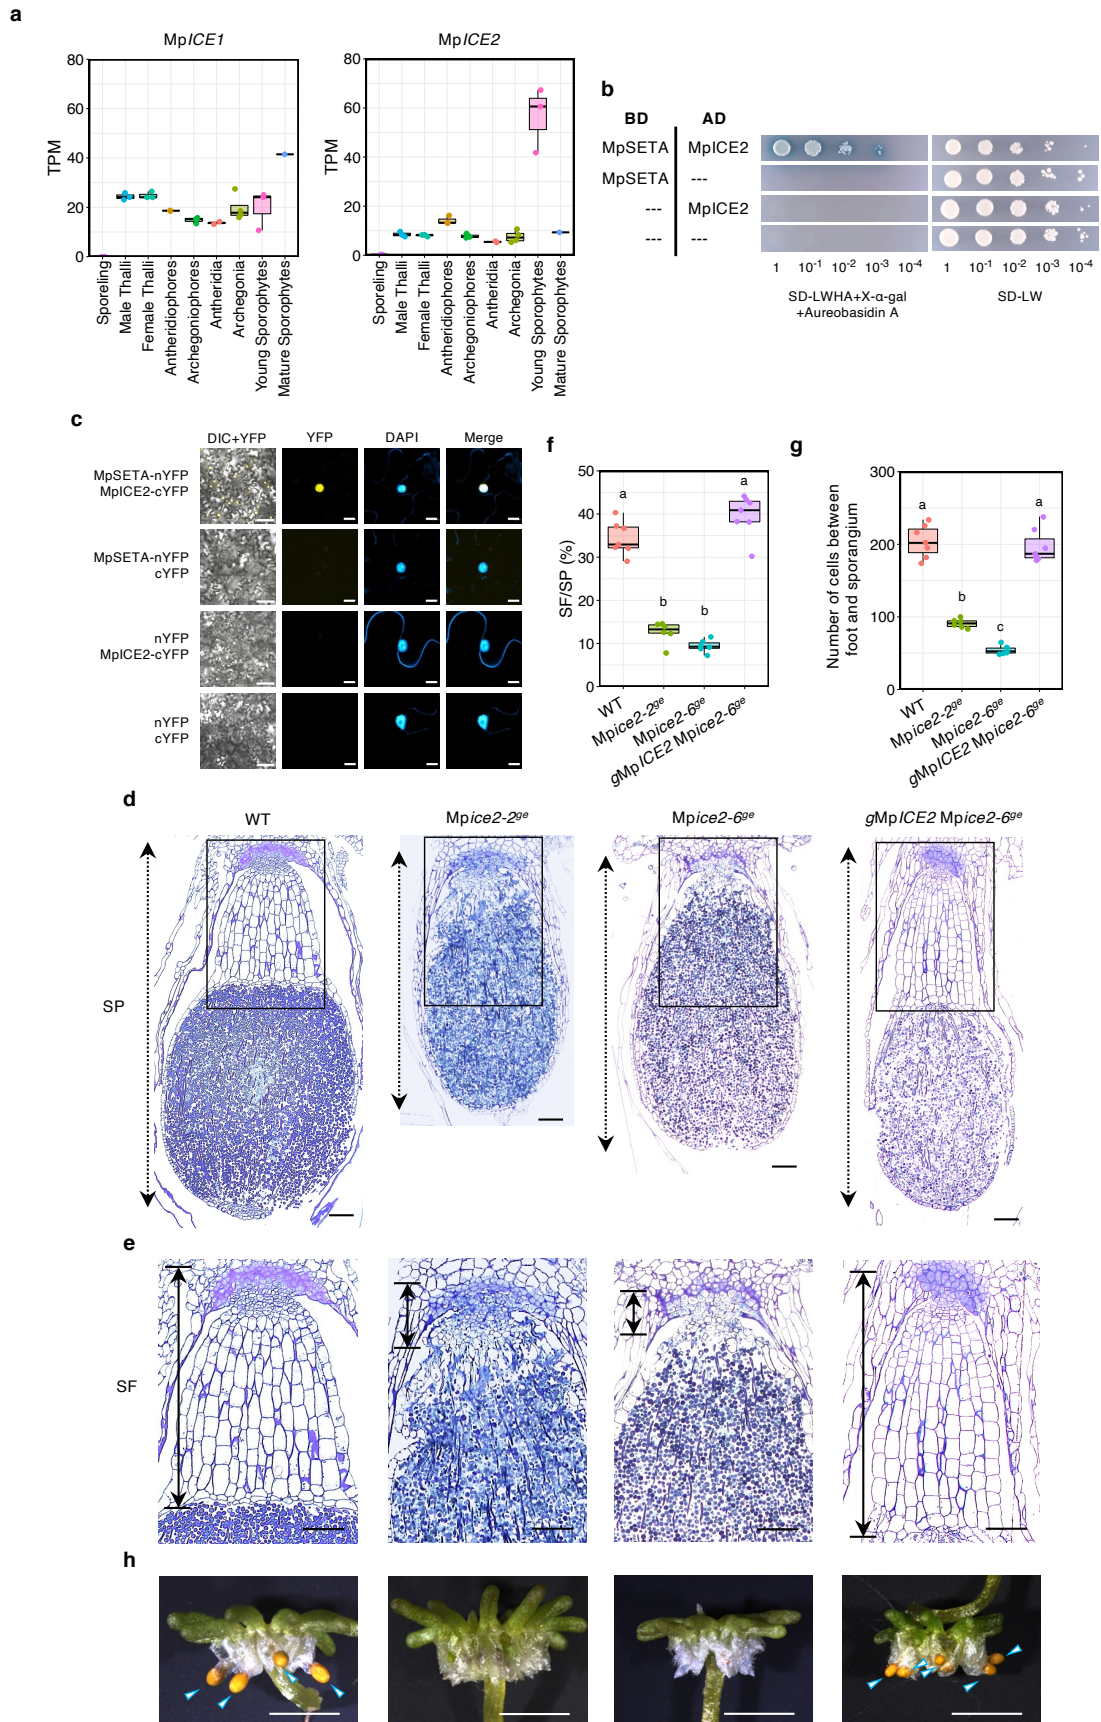 a
MpICE1
MpICE2
TPM
80
60
40
20
0
Sporeling
Male Thalli
Female Thalli
Antheridiophores
Archegoniophores
Antheridia
Archegonia
Young Sporophytes
Mature Sporophytes
TPM
80
60
40
20
0
Sporeling
Male Thalli
Female Thalli
Antheridiophores
Archegoniophores
Antheridia
Archegonia
Young Sporophytes
Mature Sporophytes
b
BD AD
MpSETA MpICE2
MpSETA ---
--- MpICE2
--- ---
1 10⁻¹ 10⁻² 10⁻³ 10⁻⁴ 1 10⁻¹ 10⁻² 10⁻³ 10⁻⁴
SD-LWHA+X-α-gal
+Aureobasidin A
SD-LW
c
DIC+YFP YFP DAPI Merge
MpSETA-nYFP
MpICE2-cYFP
MpSETA-nYFP
cYFP
nYFP
MpICE2-cYFP
nYFP
cYFP
f
SF/SP (%)
50
40
30
20
10
0
a
b
b
a
WT
Mpice2-2ᵍᵉ
Mpice2-6ᵍᵉ
gMpICE2 Mpice2-6ᵍᵉ
g
Number of cells between
foot and sporangium
300
200
100
0
a
b
c
a
WT
Mpice2-2ᵍᵉ
Mpice2-6ᵍᵉ
gMpICE2 Mpice2-6ᵍᵉ
d
WT Mpice2-2ᵍᵉ Mpice2-6ᵍᵉ gMpICE2 Mpice2-6ᵍᵉ
SP
e
SF
h